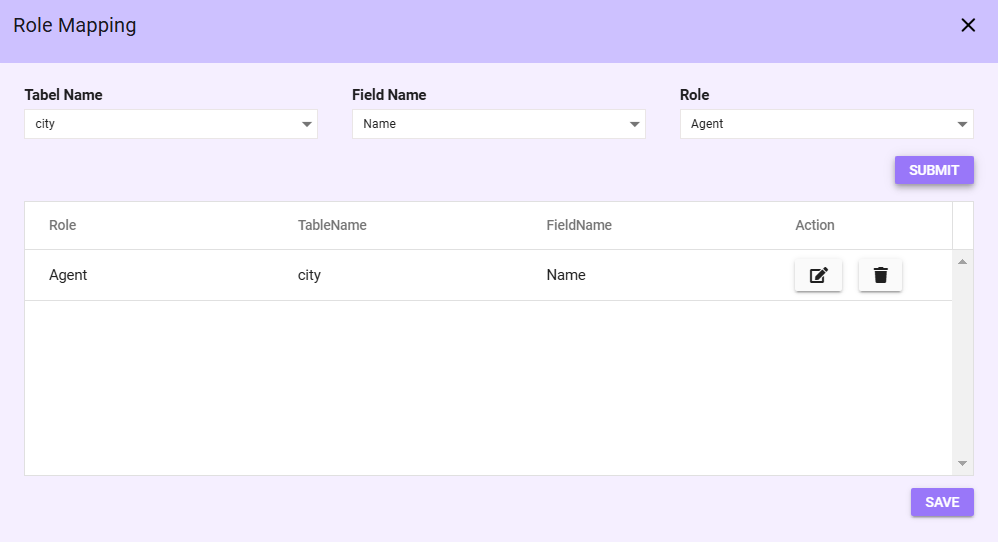 Role Mapping
Tabel Name Field Name Role
city Name Agent
SUBMIT
Role TableName FieldName Action
Agent city Name
SAVE